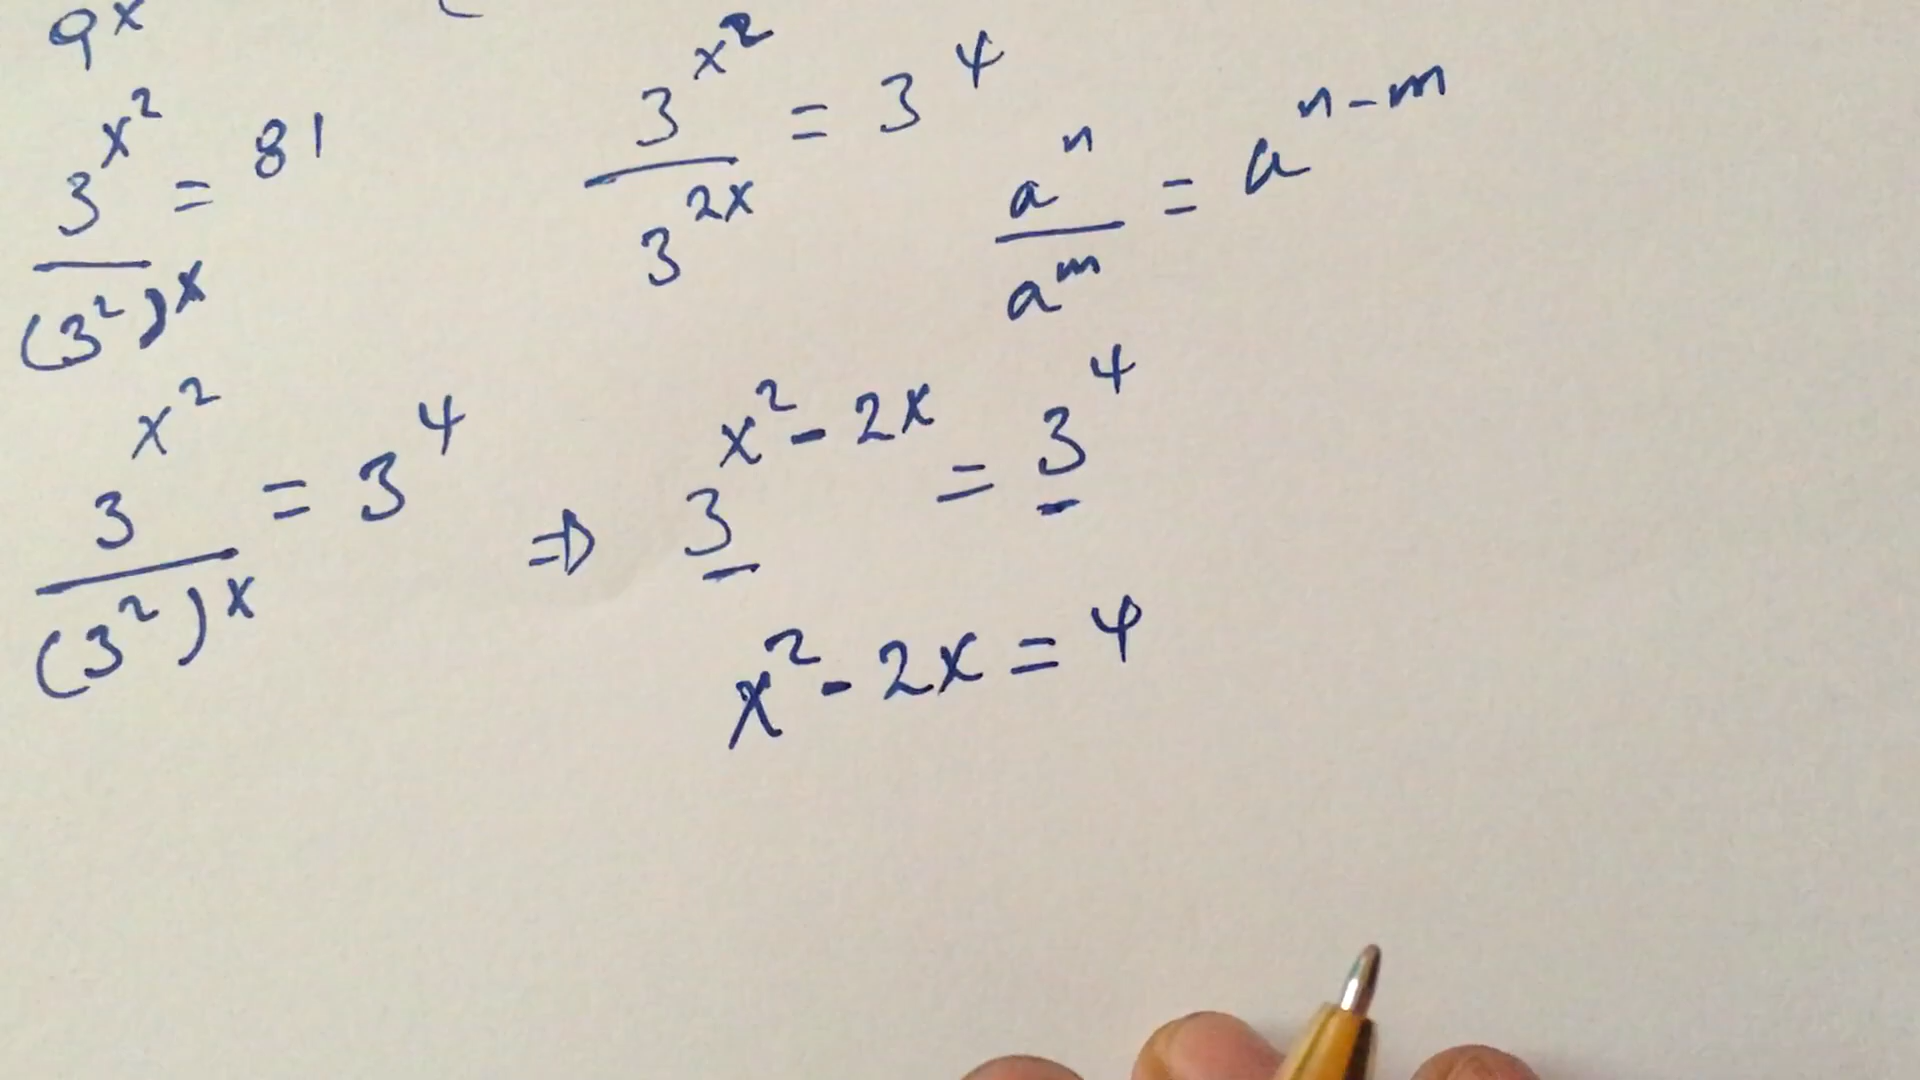 9^x
3^{x^2} / (3^2)^x = 81
3^{x^2} / (3^2)^x = 3^4
3^{x^2} / 3^{2x} = 3^4
a^n / a^m = a^{n-m}
⇒ 3^{x^2-2x} = 3^4
x^2-2x=4